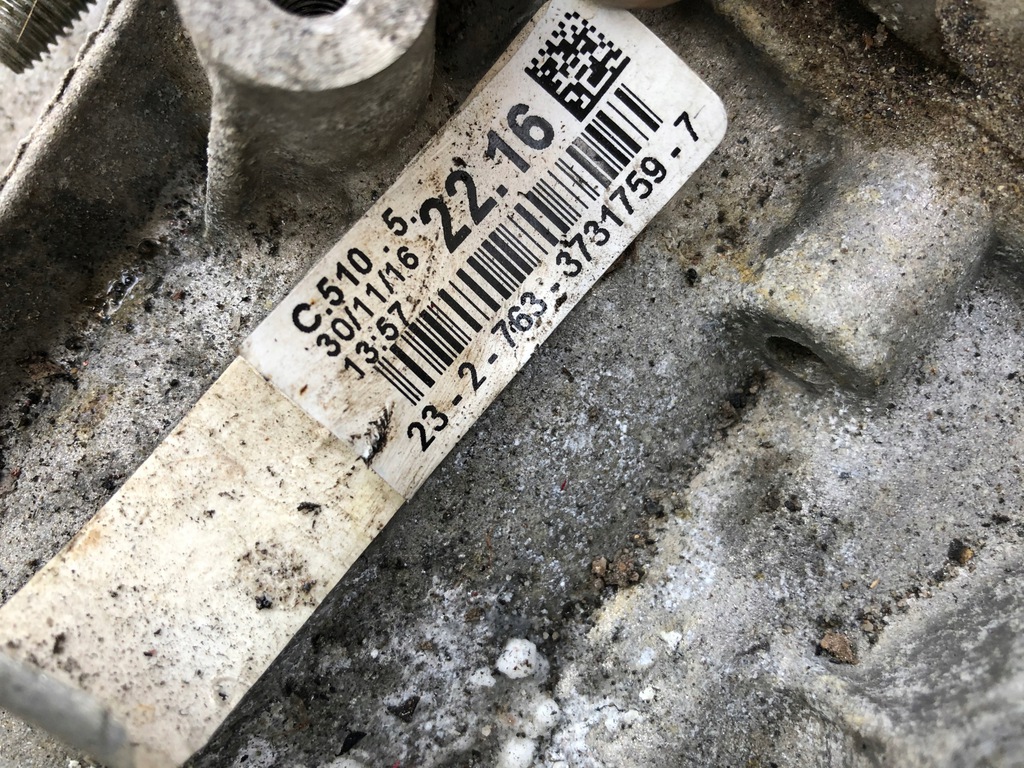 C.510 .5.
30/11/16 22.16
13:57
23 - 2 - 763 - 3731759 - 7